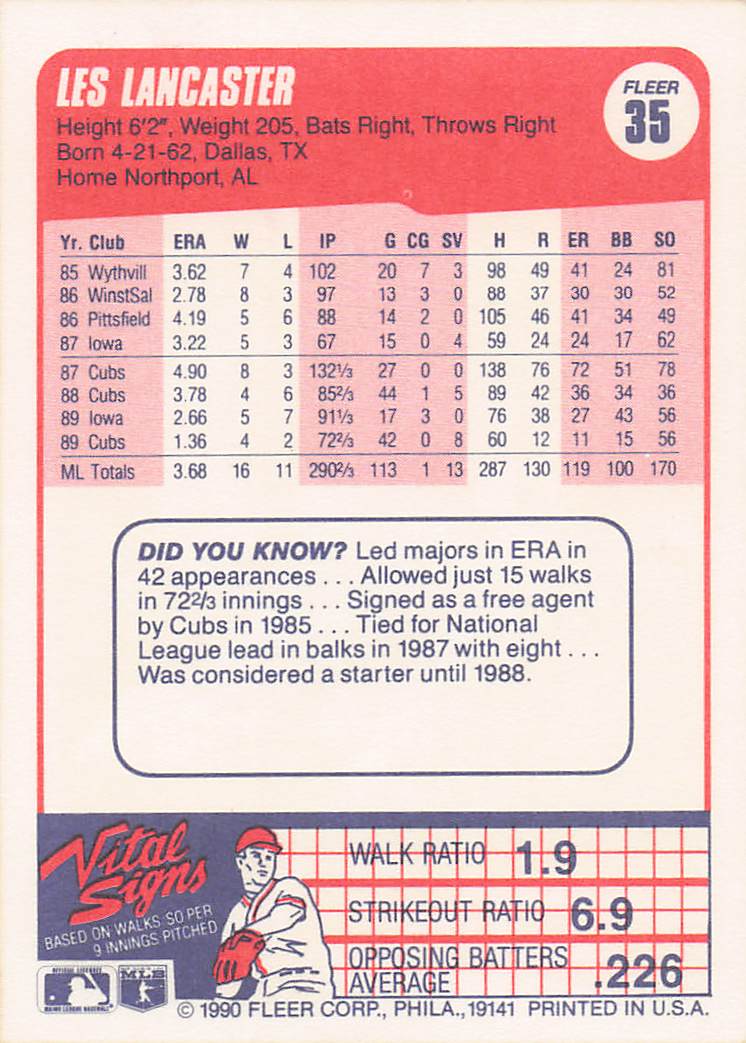 LES LANCASTER
FLEER
35
Height 6'2", Weight 205, Bats Right, Throws Right
Born 4-21-62, Dallas, TX
Home Northport, AL
Yr. Club ERA W L IP G CG SV H R ER BB SO
85 Wythvill 3.62 7 4 102 20 7 3 98 49 41 24 81
86 WinstSal 2.78 8 3 97 13 3 0 88 37 30 30 52
86 Pittsfield 4.19 5 6 88 14 2 0 105 46 41 34 49
87 Iowa 3.22 5 3 67 15 0 4 59 24 24 17 62
87 Cubs 4.90 8 3 132⅓ 27 0 0 138 76 72 51 78
88 Cubs 3.78 4 6 85⅔ 44 1 5 89 42 36 34 36
89 Iowa 2.66 5 7 91⅓ 17 3 0 76 38 27 43 56
89 Cubs 1.36 4 2 72⅔ 42 0 8 60 12 11 15 56
ML Totals 3.68 16 11 290⅔ 113 1 13 287 130 119 100 170
DID YOU KNOW? Led majors in ERA in
42 appearances . . . Allowed just 15 walks
in 72⅔ innings . . . Signed as a free agent
by Cubs in 1985 . . . Tied for National
League lead in balks in 1987 with eight . . .
Was considered a starter until 1988.
Vital
Signs
BASED ON WALKS, SO PER
9 INNINGS PITCHED
WALK RATIO 1.9
STRIKEOUT RATIO 6.9
OPPOSING BATTERS
AVERAGE .226
OFFICIAL LICENSEE
MAJOR LEAGUE BASEBALL
© 1990 FLEER CORP., PHILA., 19141 PRINTED IN U.S.A.